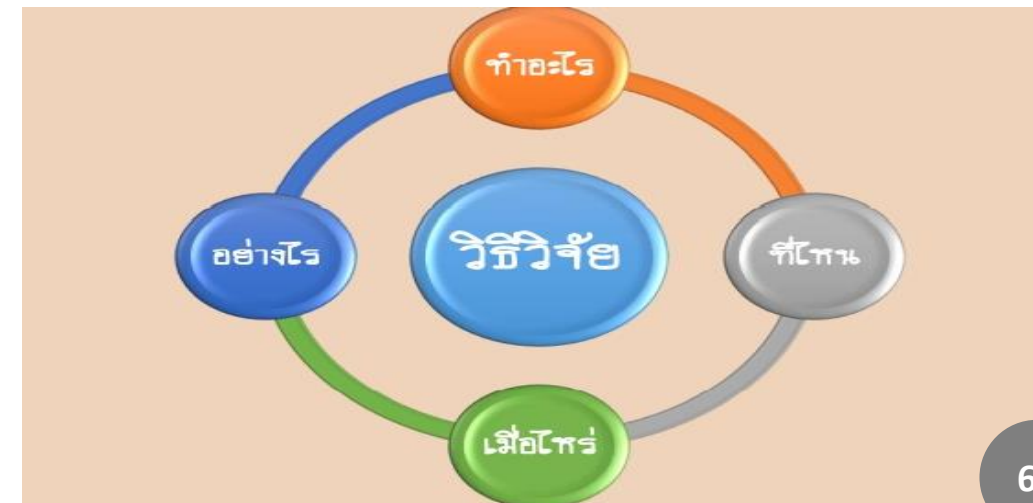 ทำอะไร
อย่างไร
วิธีวิจัย
ที่ไหน
เมื่อไหร่
6